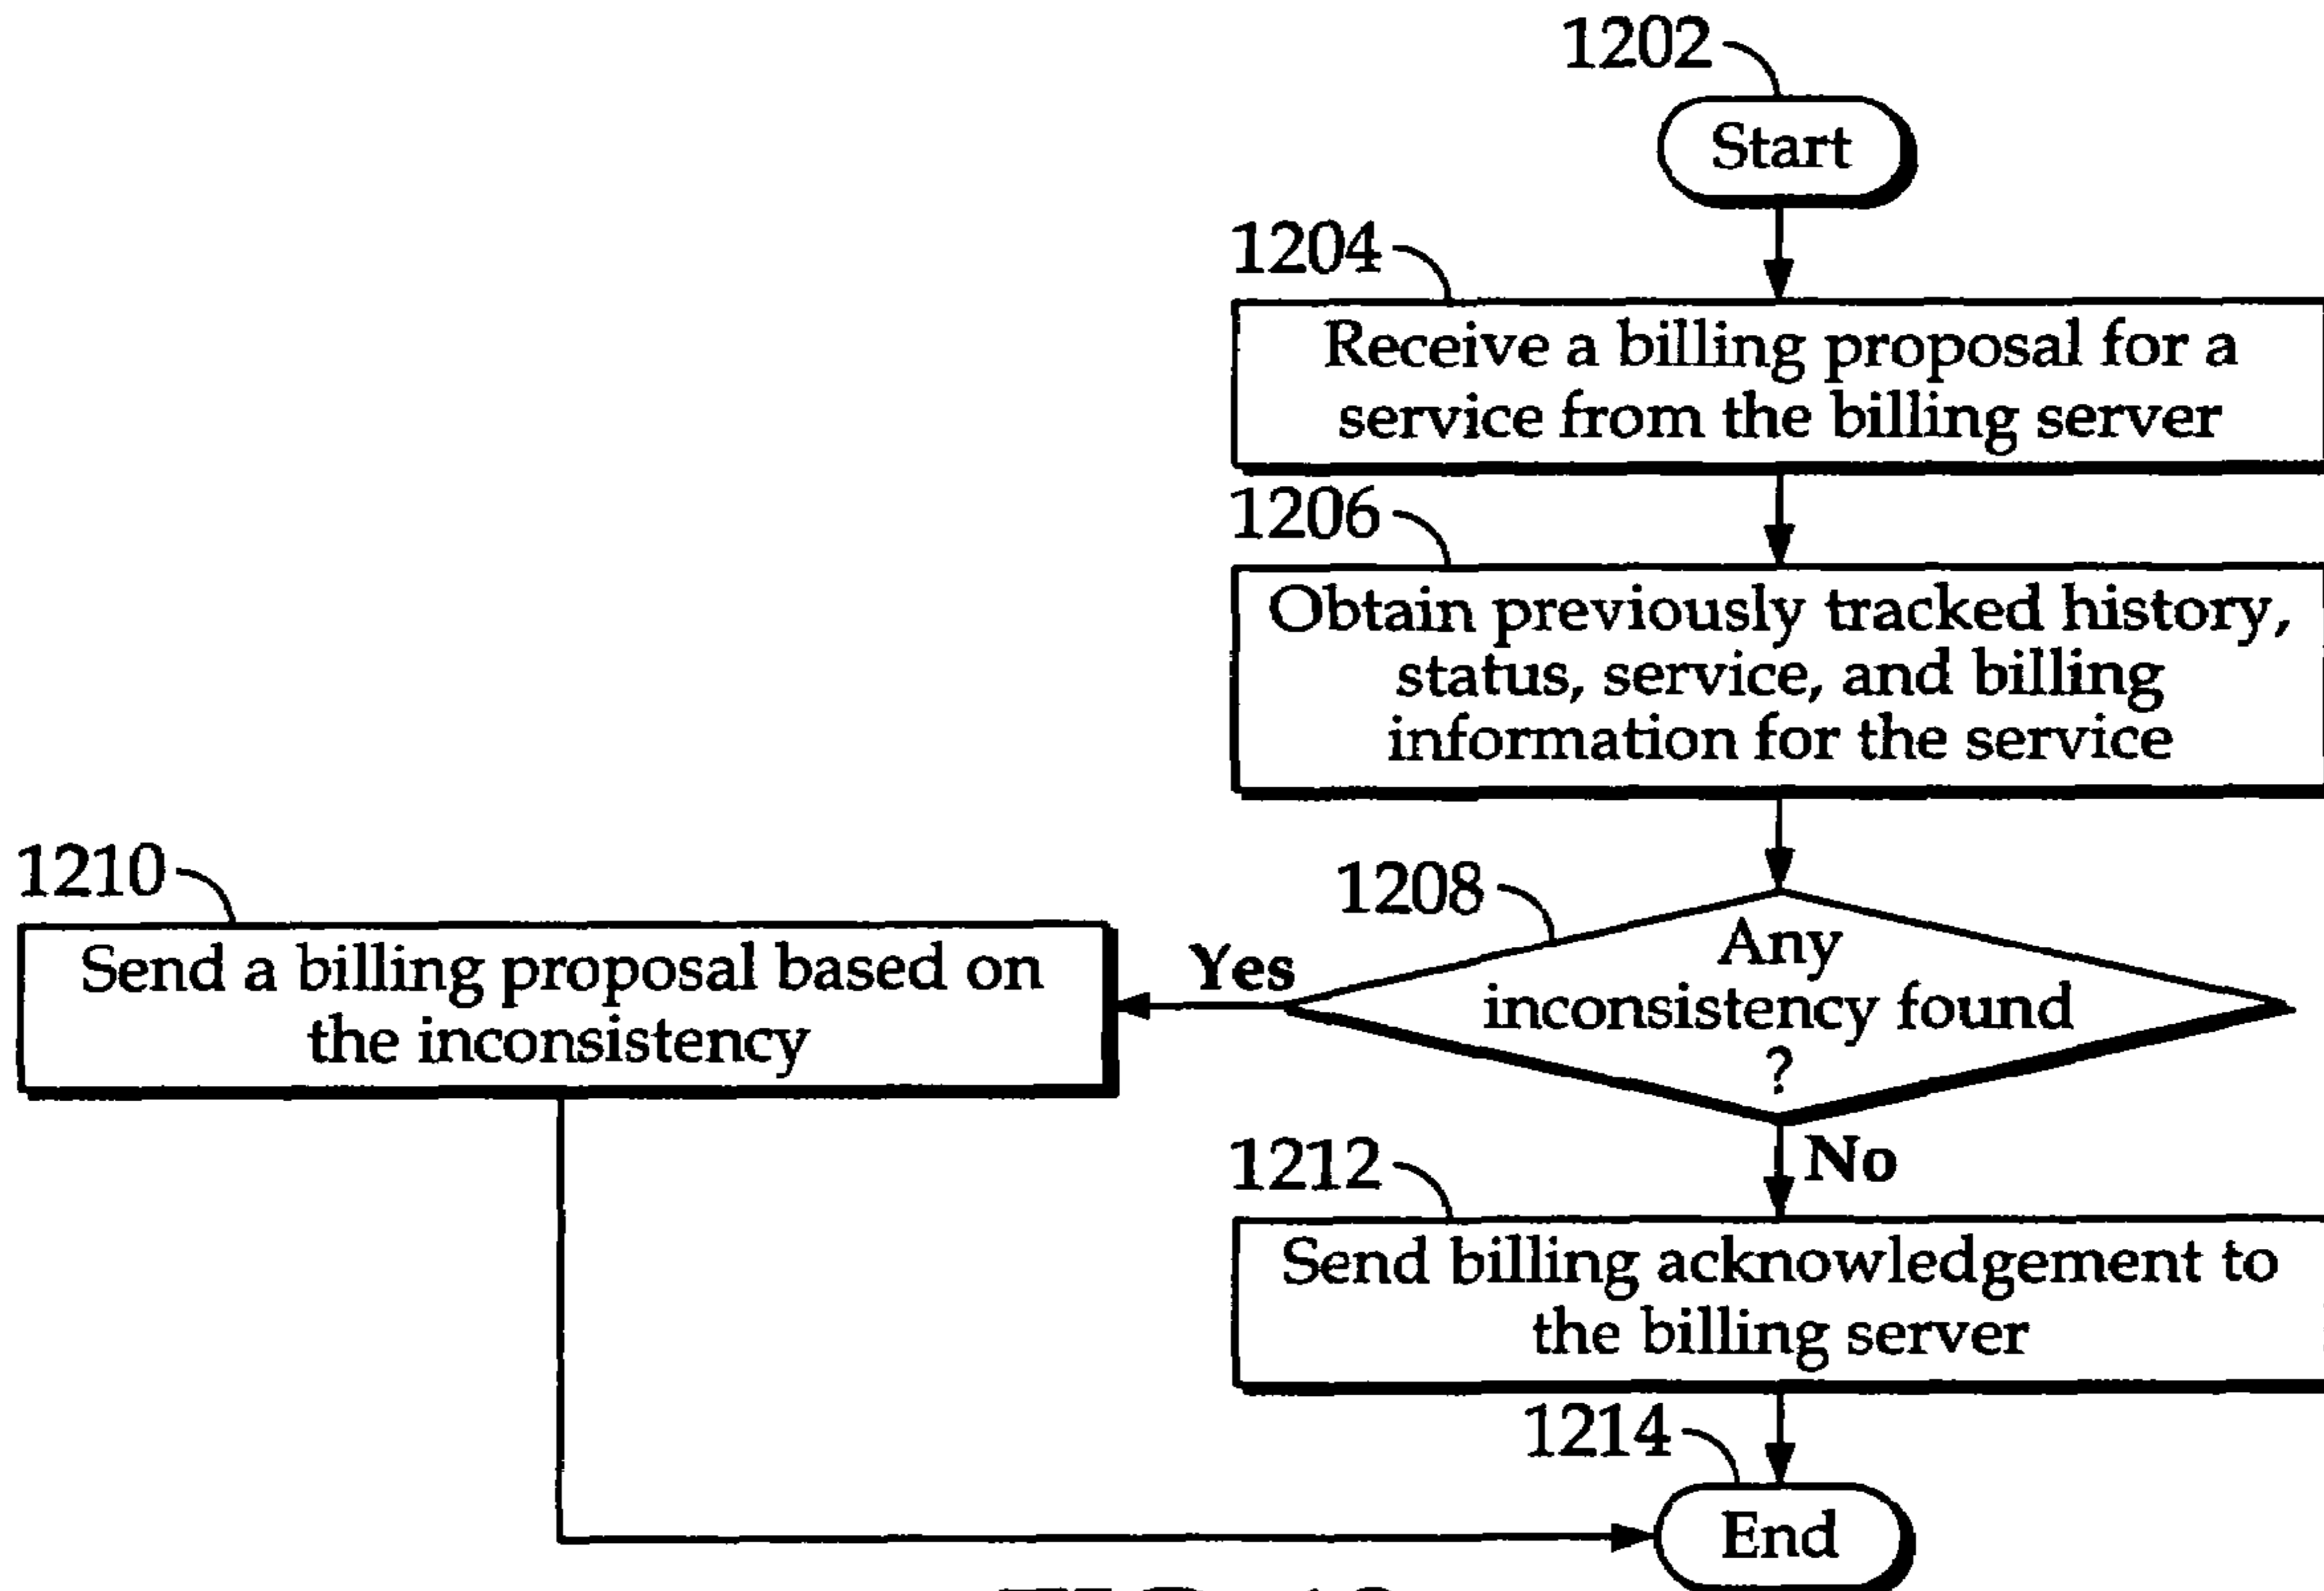 1202
Start
1204
Receive a billing proposal for a
service from the billing server
1206
Obtain previously tracked history,
status, service, and billing
information for the service
1208
Any
inconsistency found
?
Yes
1210
Send a billing proposal based on
the inconsistency
No
1212
Send billing acknowledgement to
the billing server
1214
End